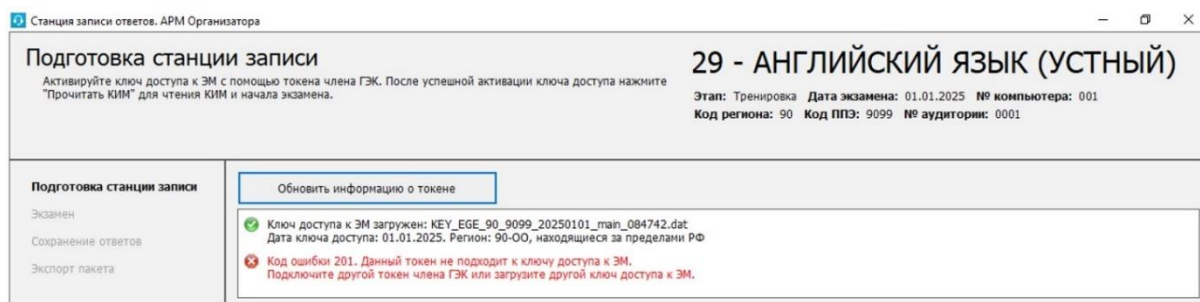 Станция записи ответов. АРМ Организатора
Подготовка станции записи
Активируйте ключ доступа к ЭМ с помощью токена члена ГЭК. После успешной активации ключа доступа нажмите
"Прочитать КИМ" для чтения КИМ и начала экзамена.
29 - АНГЛИЙСКИЙ ЯЗЫК (УСТНЫЙ)
Этап: Тренировка Дата экзамена: 01.01.2025 № компьютера: 001
Код региона: 90 Код ППЭ: 9099 № аудитории: 0001
Подготовка станции записи
Экзамен
Сохранение ответов
Экспорт пакета
Обновить информацию о токене
Ключ доступа к ЭМ загружен: KEY_EGE_90_9099_20250101_main_084742.dat
Дата ключа доступа: 01.01.2025. Регион: 90-ОО, находящиеся за пределами РФ
Код ошибки 201. Данный токен не подходит к ключу доступа к ЭМ.
Подключите другой токен члена ГЭК или загрузите другой ключ доступа к ЭМ.